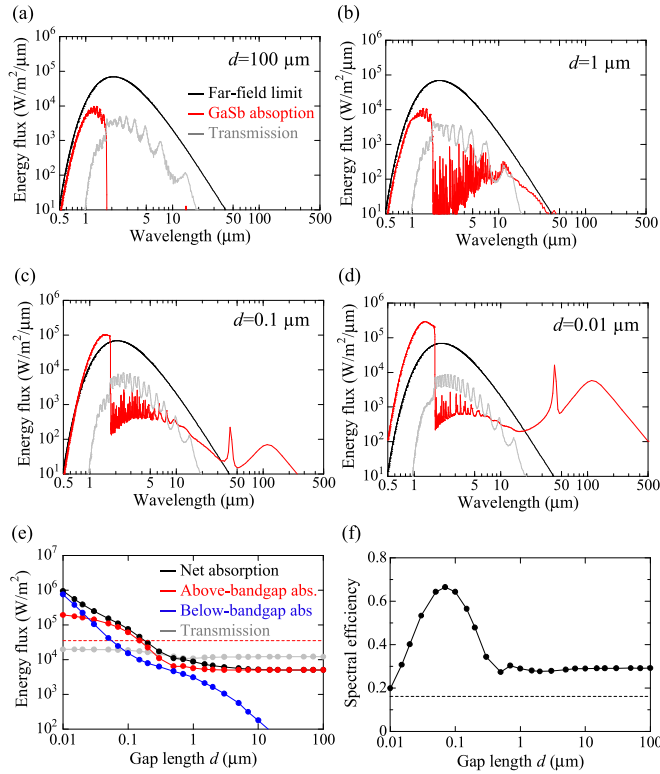 (a)
10⁶
10⁵
10⁴
10³
10²
10¹
Energy flux (W/m²/μm)
d=100 μm
Far-field limit
GaSb absoption
Transmission
0.5 1 5 10 50 100 500
Wavelength (μm)
(b)
10⁶
10⁵
10⁴
10³
10²
10¹
Energy flux (W/m²/μm)
d=1 μm
0.5 1 5 10 50 100 500
Wavelength (μm)
(c)
10⁶
10⁵
10⁴
10³
10²
10¹
Energy flux (W/m²/μm)
d=0.1 μm
0.5 1 5 10 50 100 500
Wavelength (μm)
(d)
10⁶
10⁵
10⁴
10³
10²
10¹
Energy flux (W/m²/μm)
d=0.01 μm
0.5 1 5 10 50 100 500
Wavelength (μm)
(e)
10⁷
10⁶
10⁵
10⁴
10³
10²
Energy flux (W/m²)
Net absorption
Above-bandgap abs.
Below-bandgap abs
Transmission
0.01 0.1 1 10 100
Gap length d (μm)
(f)
0.8
0.6
0.4
0.2
0
Spectral efficiency
0.01 0.1 1 10 100
Gap length d (μm)